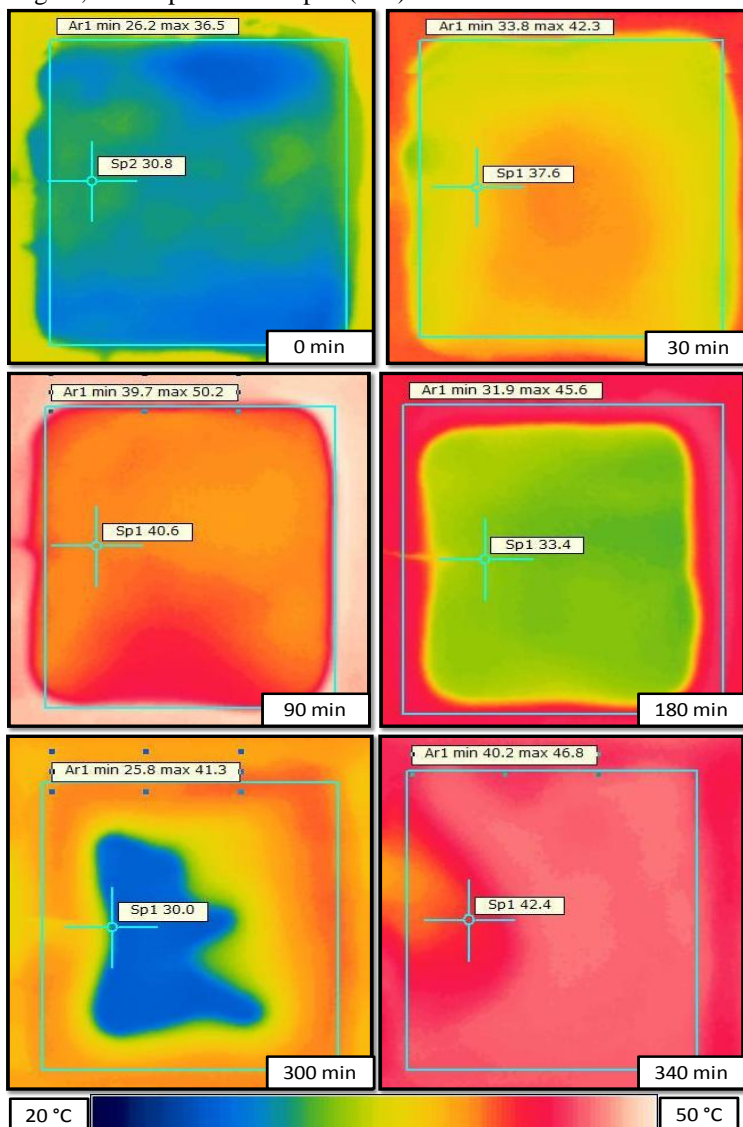 Ar1 min 26.2 max 36.5
Sp2 30.8
0 min
Ar1 min 33.8 max 42.3
Sp1 37.6
30 min
Ar1 min 39.7 max 50.2
Sp1 40.6
90 min
Ar1 min 31.9 max 45.6
Sp1 33.4
180 min
Ar1 min 25.8 max 41.3
Sp1 30.0
300 min
Ar1 min 40.2 max 46.8
Sp1 42.4
340 min
20 °C
50 °C